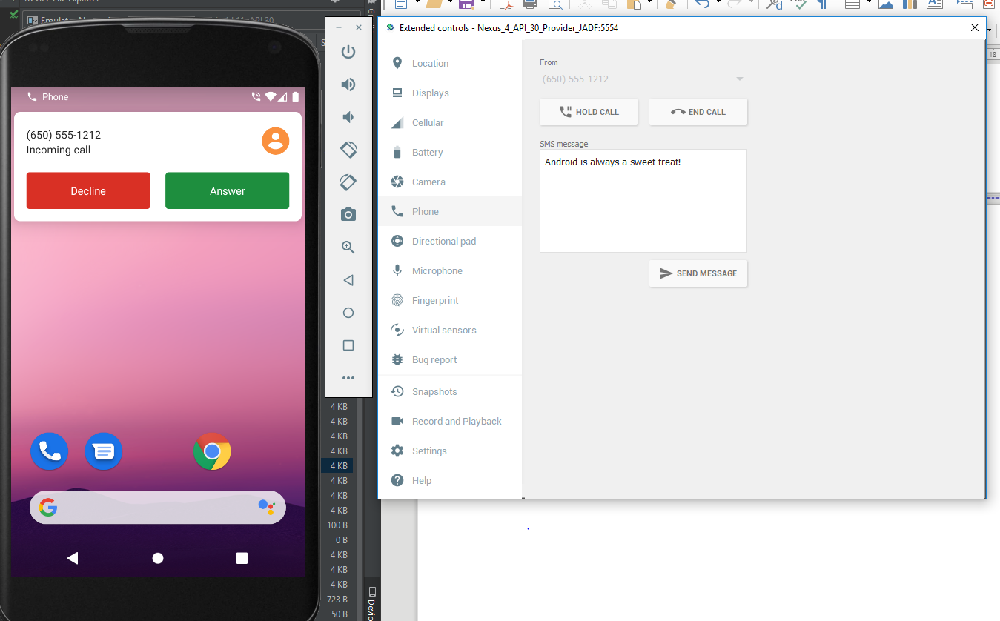 Phone
(650) 555-1212
Incoming call
Decline
Answer
4 KB
4 KB
4 KB
4 KB
4 KB
4 KB
4 KB
4 KB
100 B
0 B
4 KB
4 KB
4 KB
723 B
50 B
Extended controls - Nexus_4_API_30_Provider_JADF:5554
Location
Displays
Cellular
Battery
Camera
Phone
Directional pad
Microphone
Fingerprint
Virtual sensors
Bug report
Snapshots
Record and Playback
Settings
Help
From
(650) 555-1212
HOLD CALL
END CALL
SMS message
Android is always a sweet treat!
SEND MESSAGE
18